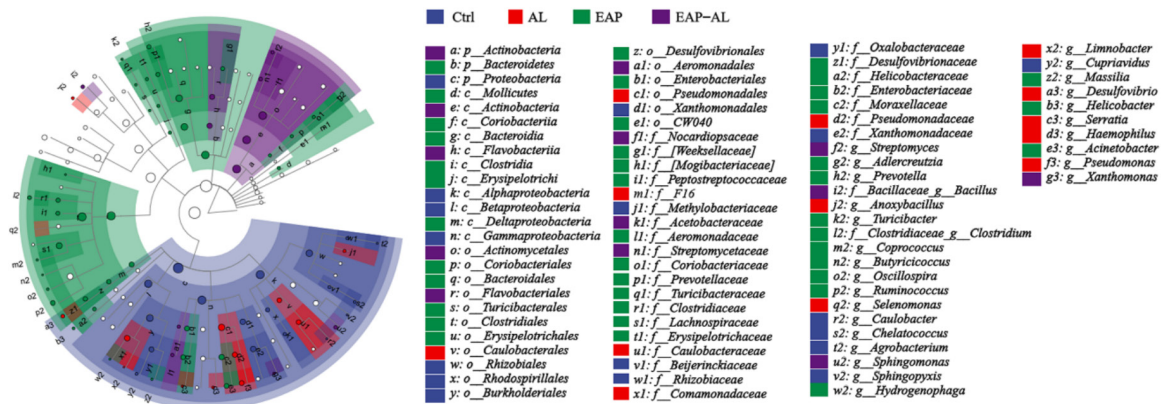 Ctrl AL EAP EAP-AL
a: p__Actinobacteria
b: p__Bacteroidetes
c: p__Proteobacteria
d: c__Mollicutes
e: c__Actinobacteria
f: c__Coriobacteriia
g: c__Bacteroidia
h: c__Flavobacteriia
i: c__Clostridia
j: c__Erysipelotrichi
k: c__Alphaproteobacteria
l: c__Betaproteobacteria
m: c__Deltaproteobacteria
n: c__Gammaproteobacteria
o: o__Actinomycetales
p: o__Coriobacteriales
q: o__Bacteroidales
r: o__Flavobacteriales
s: o__Turicibacterales
t: o__Clostridiales
u: o__Erysipelotrichales
v: o__Caulobacterales
w: o__Rhizobiales
x: o__Rhodospirillales
y: o__Burkholderiales
z: o__Desulfovibrionales
a1: o__Aeromonadales
b1: o__Enterobacteriales
c1: o__Pseudomonadales
d1: o__Xanthomonadales
e1: o__CW040
f1: f__Nocardiopsaceae
g1: f__[Weeksellaceae]
h1: f__[Mogibacteriaceae]
i1: f__Peptostreptococcaceae
m1: f__F16
j1: f__Methylobacteriaceae
k1: f__Acetobacteraceae
l1: f__Aeromonadaceae
n1: f__Streptomycetaceae
o1: f__Coriobacteriaceae
p1: f__Prevotellaceae
q1: f__Turicibacteraceae
r1: f__Clostridiaceae
s1: f__Lachnospiraceae
t1: f__Erysipelotrichaceae
u1: f__Caulobacteraceae
v1: f__Beijerinckiaceae
w1: f__Rhizobiaceae
x1: f__Comamonadaceae
y1: f__Oxalobacteraceae
z1: f__Desulfovibrionaceae
a2: f__Helicobacteraceae
b2: f__Enterobacteriaceae
c2: f__Moraxellaceae
d2: f__Pseudomonadaceae
e2: f__Xanthomonadaceae
f2: g__Streptomyces
g2: g__Adlercreutzia
h2: g__Prevotella
i2: f__Bacillaceae_g__Bacillus
j2: g__Anoxybacillus
k2: g__Turicibacter
l2: f__Clostridiaceae_g__Clostridium
m2: g__Coprococcus
n2: g__Butyricicoccus
o2: g__Oscillospira
p2: g__Ruminococcus
q2: g__Selenomonas
r2: g__Caulobacter
s2: g__Chelatococcus
t2: g__Agrobacterium
u2: g__Sphingomonas
v2: g__Sphingopyxis
w2: g__Hydrogenophaga
x2: g__Limnobacter
y2: g__Cupriavidus
z2: g__Massilia
a3: g__Desulfovibrio
b3: g__Helicobacter
c3: g__Serratia
d3: g__Haemophilus
e3: g__Acinetobacter
f3: g__Pseudomonas
g3: g__Xanthomonas